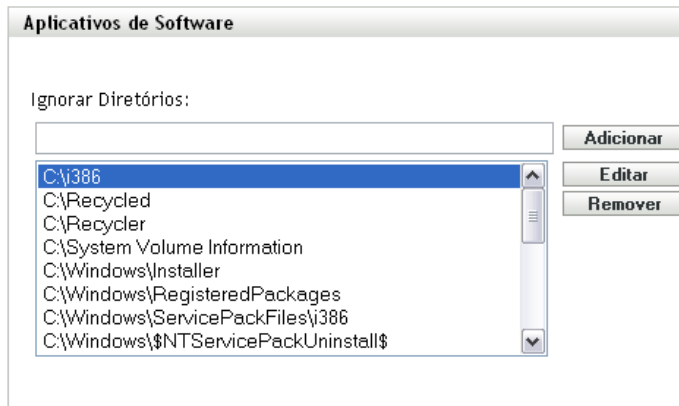 Aplicativos de Software
Ignorar Diretórios:
Adicionar
C:\i386
Editar
C:\Recycled
Remover
C:\Recycler
C:\System Volume Information
C:\Windows\Installer
C:\Windows\RegisteredPackages
C:\Windows\ServicePackFiles\i386
C:\Windows\$NTServicePackUninstall$